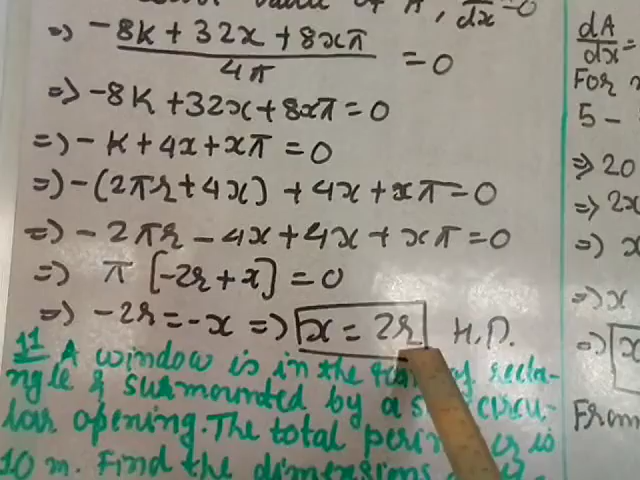 value of A, dA/dx = 0
=> -8k + 32x + 8xπ / 4π = 0
=> -8k + 32x + 8xπ = 0
=> -k + 4x + xπ = 0
=> -(2πr + 4x) + 4x + xπ = 0
=> -2πr - 4x + 4x + xπ = 0
=> π [-2r + x] = 0
=> -2r = -x => x = 2r H.P.
11 A window is in the form of recta-
ngle & surmounted by a semicircu-
lar opening. The total perimeter is
10 m. Find the dimensions
dA/dx =
For
5 -
=> 20
=> 2x
=> x
=> x
=> x
From